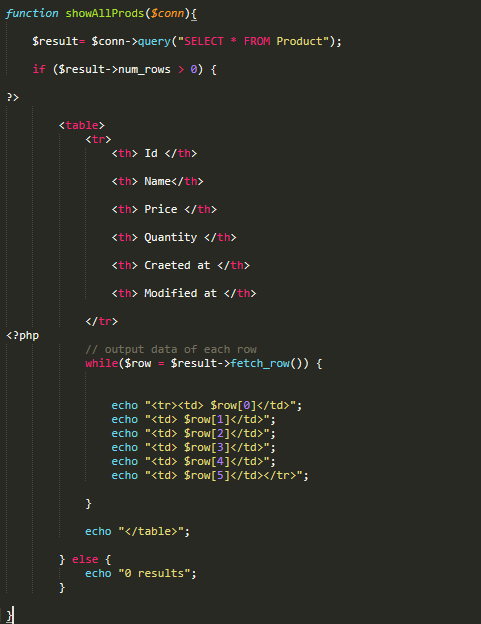 function showAllProds($conn){
$result= $conn->query("SELECT * FROM Product");
if ($result->num_rows > 0) {
?>
<table>
<tr>
<th> Id </th>
<th> Name</th>
<th> Price </th>
<th> Quantity </th>
<th> Craeted at </th>
<th> Modified at </th>
</tr>
<?php
// output data of each row
while($row = $result->fetch_row()) {
echo "<tr><td> $row[0]</td>";
echo "<td> $row[1]</td>";
echo "<td> $row[2]</td>";
echo "<td> $row[3]</td>";
echo "<td> $row[4]</td>";
echo "<td> $row[5]</td></tr>";
}
echo "</table>";
} else {
echo "0 results";
}
}